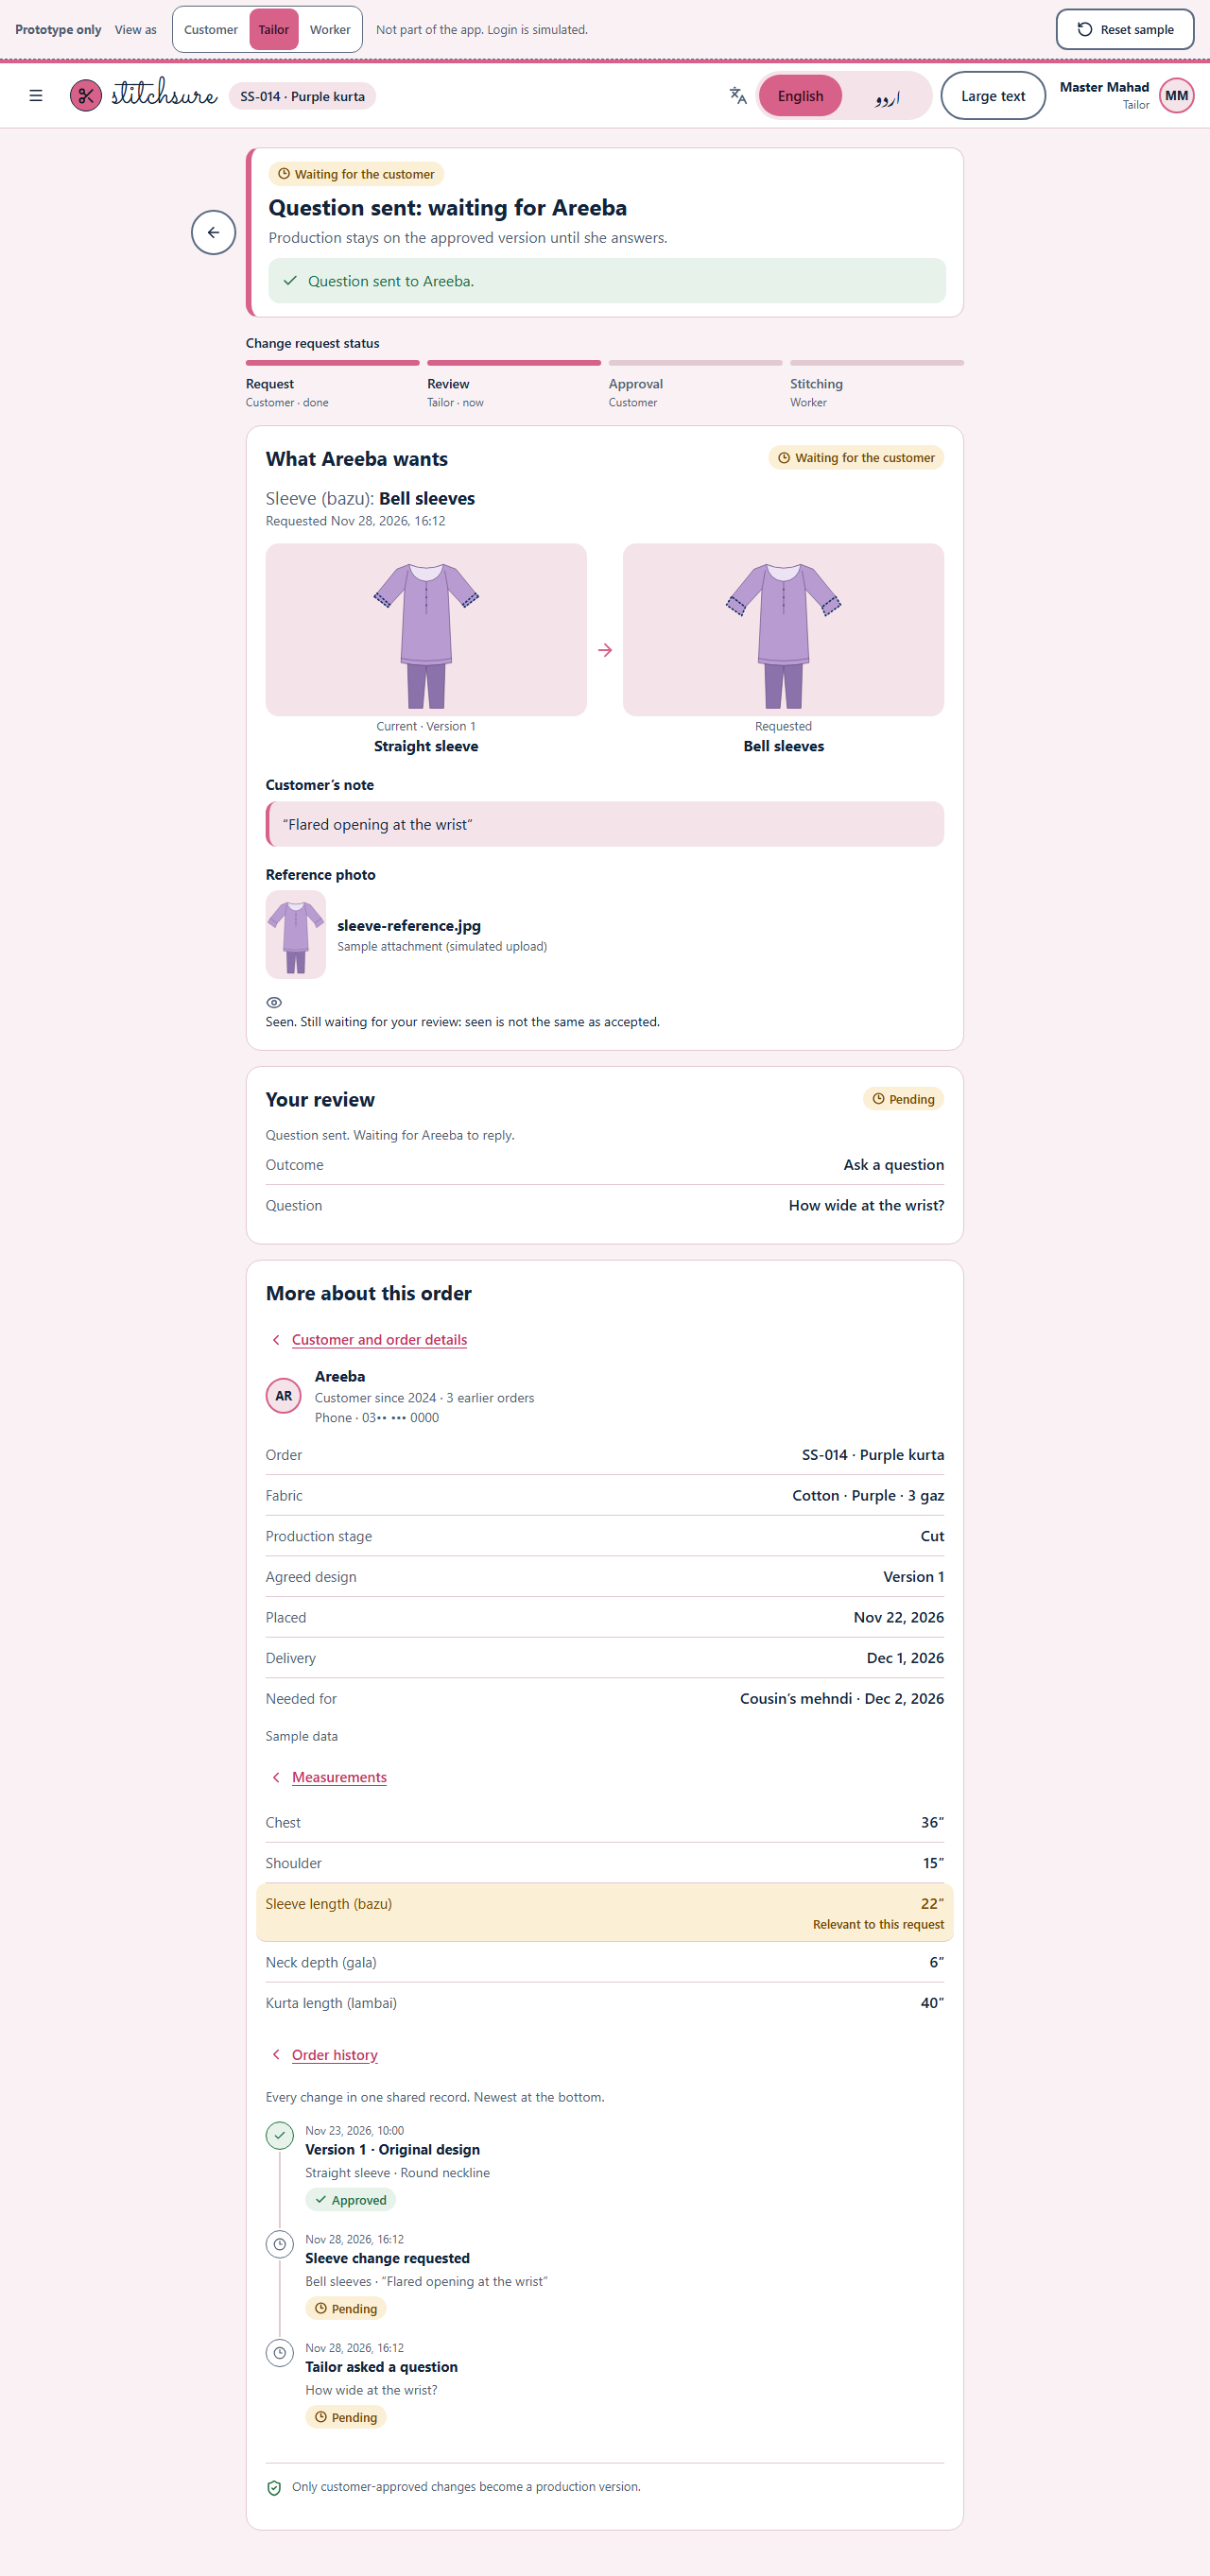 Prototype only View as Customer Tailor Worker Not part of the app. Login is simulated. Reset sample
stitchsure SS-014 · Purple kurta English اردو Large text Master Mahad
Tailor
MM
Waiting for the customer
Question sent: waiting for Areeba
Production stays on the approved version until she answers.
Question sent to Areeba.
Change request status
Request Review Approval Stitching
Customer · done Tailor · now Customer Worker
What Areeba wants Waiting for the customer
Sleeve (bazu): Bell sleeves
Requested Nov 28, 2026, 16:12
Current · Version 1 Requested
Straight sleeve Bell sleeves
Customer’s note
“Flared opening at the wrist”
Reference photo
sleeve-reference.jpg
Sample attachment (simulated upload)
Seen. Still waiting for your review: seen is not the same as accepted.
Your review Pending
Question sent. Waiting for Areeba to reply.
Outcome Ask a question
Question How wide at the wrist?
More about this order
Customer and order details
AR
Areeba
Customer since 2024 · 3 earlier orders
Phone · 03•• ••• 0000
Order SS-014 · Purple kurta
Fabric Cotton · Purple · 3 gaz
Production stage Cut
Agreed design Version 1
Placed Nov 22, 2026
Delivery Dec 1, 2026
Needed for Cousin’s mehndi · Dec 2, 2026
Sample data
Measurements
Chest 36″
Shoulder 15″
Sleeve length (bazu) 22″
Relevant to this request
Neck depth (gala) 6″
Kurta length (lambai) 40″
Order history
Every change in one shared record. Newest at the bottom.
Nov 23, 2026, 10:00
Version 1 · Original design
Straight sleeve · Round neckline
Approved
Nov 28, 2026, 16:12
Sleeve change requested
Bell sleeves · “Flared opening at the wrist”
Pending
Nov 28, 2026, 16:12
Tailor asked a question
How wide at the wrist?
Pending
Only customer-approved changes become a production version.